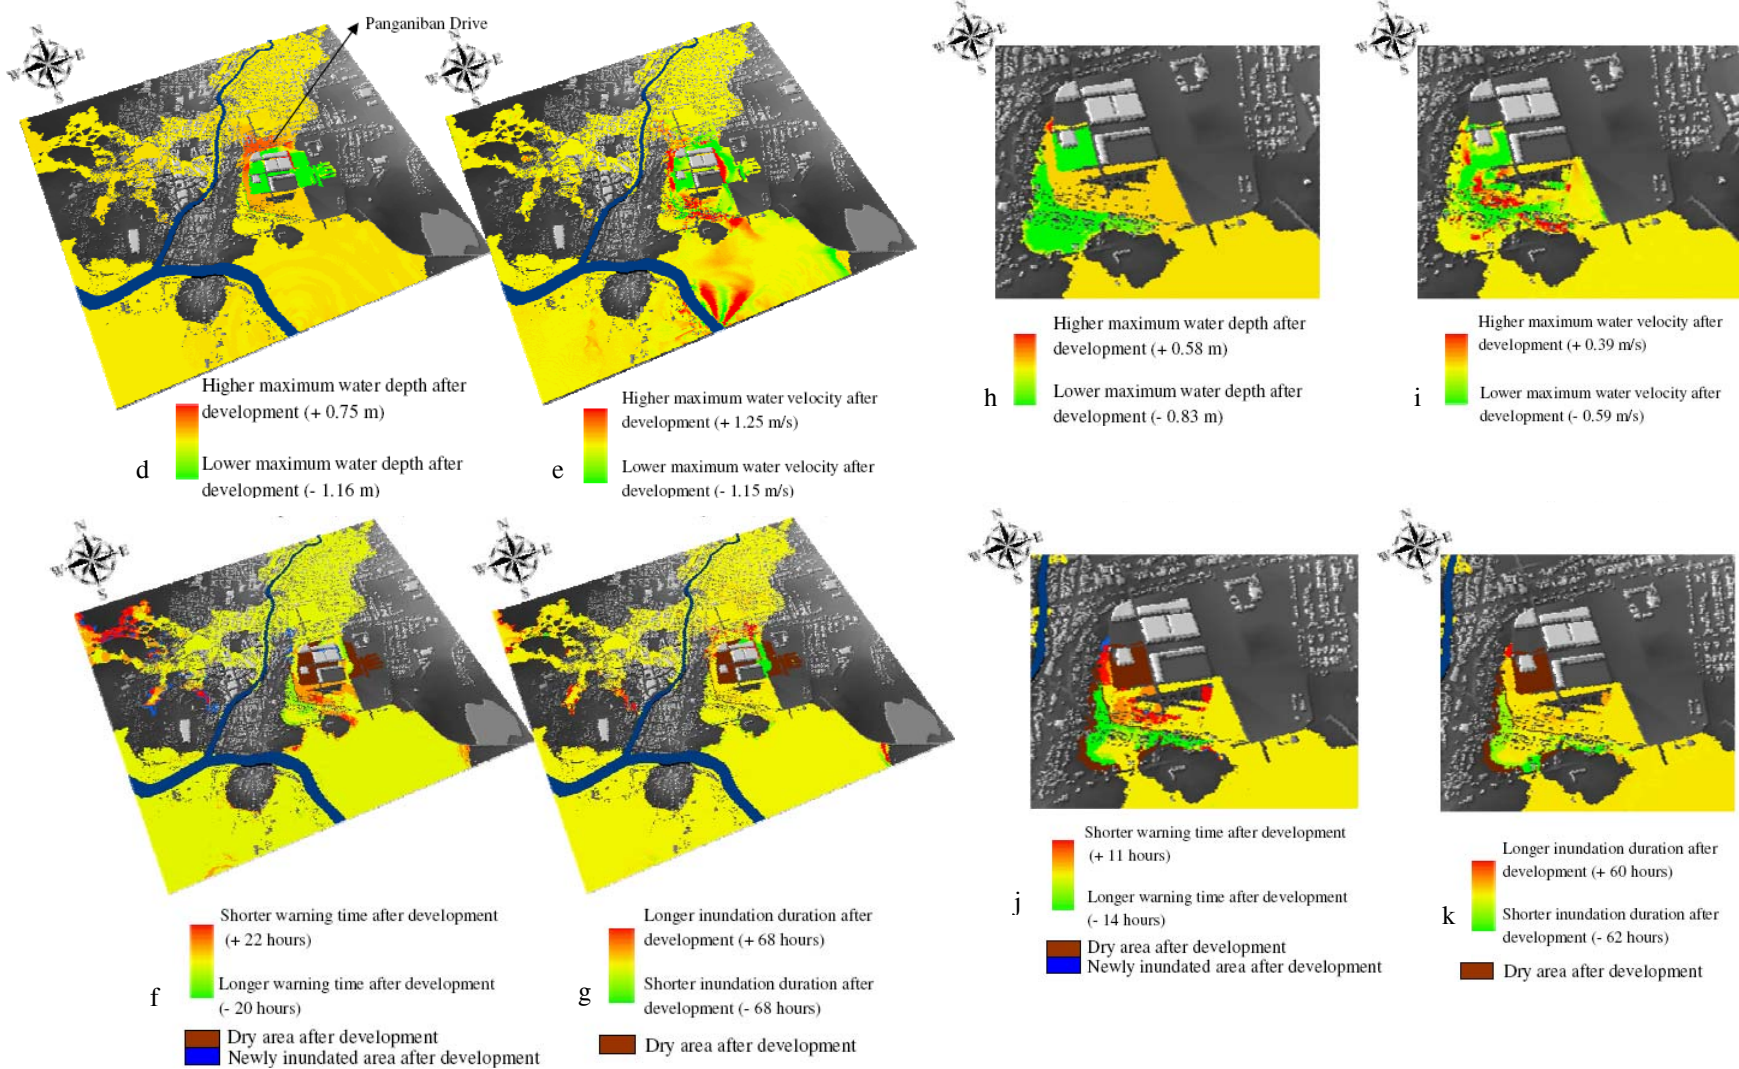 Panganiban Drive
N
W
E
S
N
W
E
S
N
W
E
S
N
W
E
S
Higher maximum water depth after
development (+ 0.75 m)
Lower maximum water depth after
development (- 1.16 m)
d
Higher maximum water velocity after
development (+ 1.25 m/s)
Lower maximum water velocity after
development (- 1.15 m/s)
e
Higher maximum water depth after
development (+ 0.58 m)
Lower maximum water depth after
development (- 0.83 m)
h
Higher maximum water velocity after
development (+ 0.39 m/s)
Lower maximum water velocity after
development (- 0.59 m/s)
i
N
W
E
S
N
W
E
S
N
W
E
S
N
W
E
S
Shorter warning time after development
(+ 22 hours)
Longer warning time after development
(- 20 hours)
f
Dry area after development
Newly inundated area after development
Longer inundation duration after
development (+ 68 hours)
Shorter inundation duration after
development (- 68 hours)
g
Dry area after development
Shorter warning time after development
(+ 11 hours)
Longer warning time after development
(- 14 hours)
j
Dry area after development
Newly inundated area after development
Longer inundation duration after
development (+ 60 hours)
Shorter inundation duration after
development (- 62 hours)
k
Dry area after development